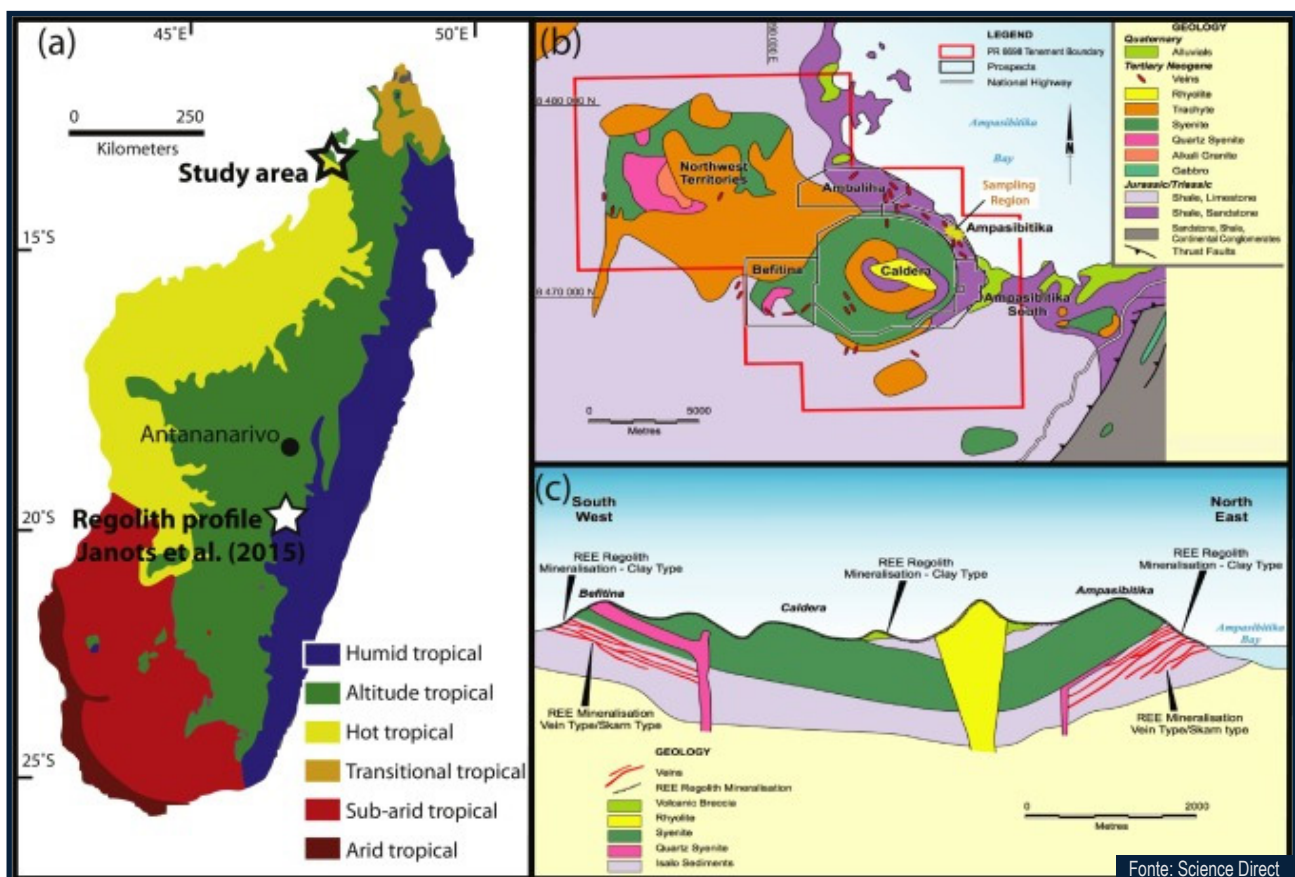 (a)
45°E
50°E
0
250
Kilometers
Study area
15°S
Antananarivo
20°S
Regolith profile
Janots et al. (2015)
25°S
Humid tropical
Altitude tropical
Hot tropical
Transitional tropical
Sub-arid tropical
Arid tropical
(b)
000 E
8 480 000 N
8 470 000 N
LEGEND
PR 6698 Tenement Boundary
Prospects
National Highway
N
Ampasibitika
Bay
Northwest
Territories
Ambaliha
Sampling
Region
Ampasibitika
Befitina
Caldera
Ampasibitika
South
0
5000
Metres
GEOLOGY
Quaternary
Alluvials
Tertiary Neogene
Veins
Rhyolite
Trachyte
Syenite
Quartz Syenite
Alkali Granite
Gabbro
Jurassic/Triassic
Shale, Limestone
Shale, Sandstone
Sandstone, Shale,
Continental Conglomerates
Thrust Faults
(c)
South
West
North
East
REE Regolith
Mineralisation - Clay Type
REE Regolith
Mineralisation - Clay Type
REE Regolith
Mineralisation - Clay Type
Befitina
Caldera
Ampasibitika
Ampasibitika
Bay
REE Mineralisation
Vein Type/Skarn Type
REE Mineralisation
Vein Type/Skarn type
GEOLOGY
Veins
REE Regolith Mineralisation
Volcanic Breccia
Rhyolite
Syenite
Quartz Syenite
Isalo Sediments
0
2000
Metres
Fonte: Science Direct